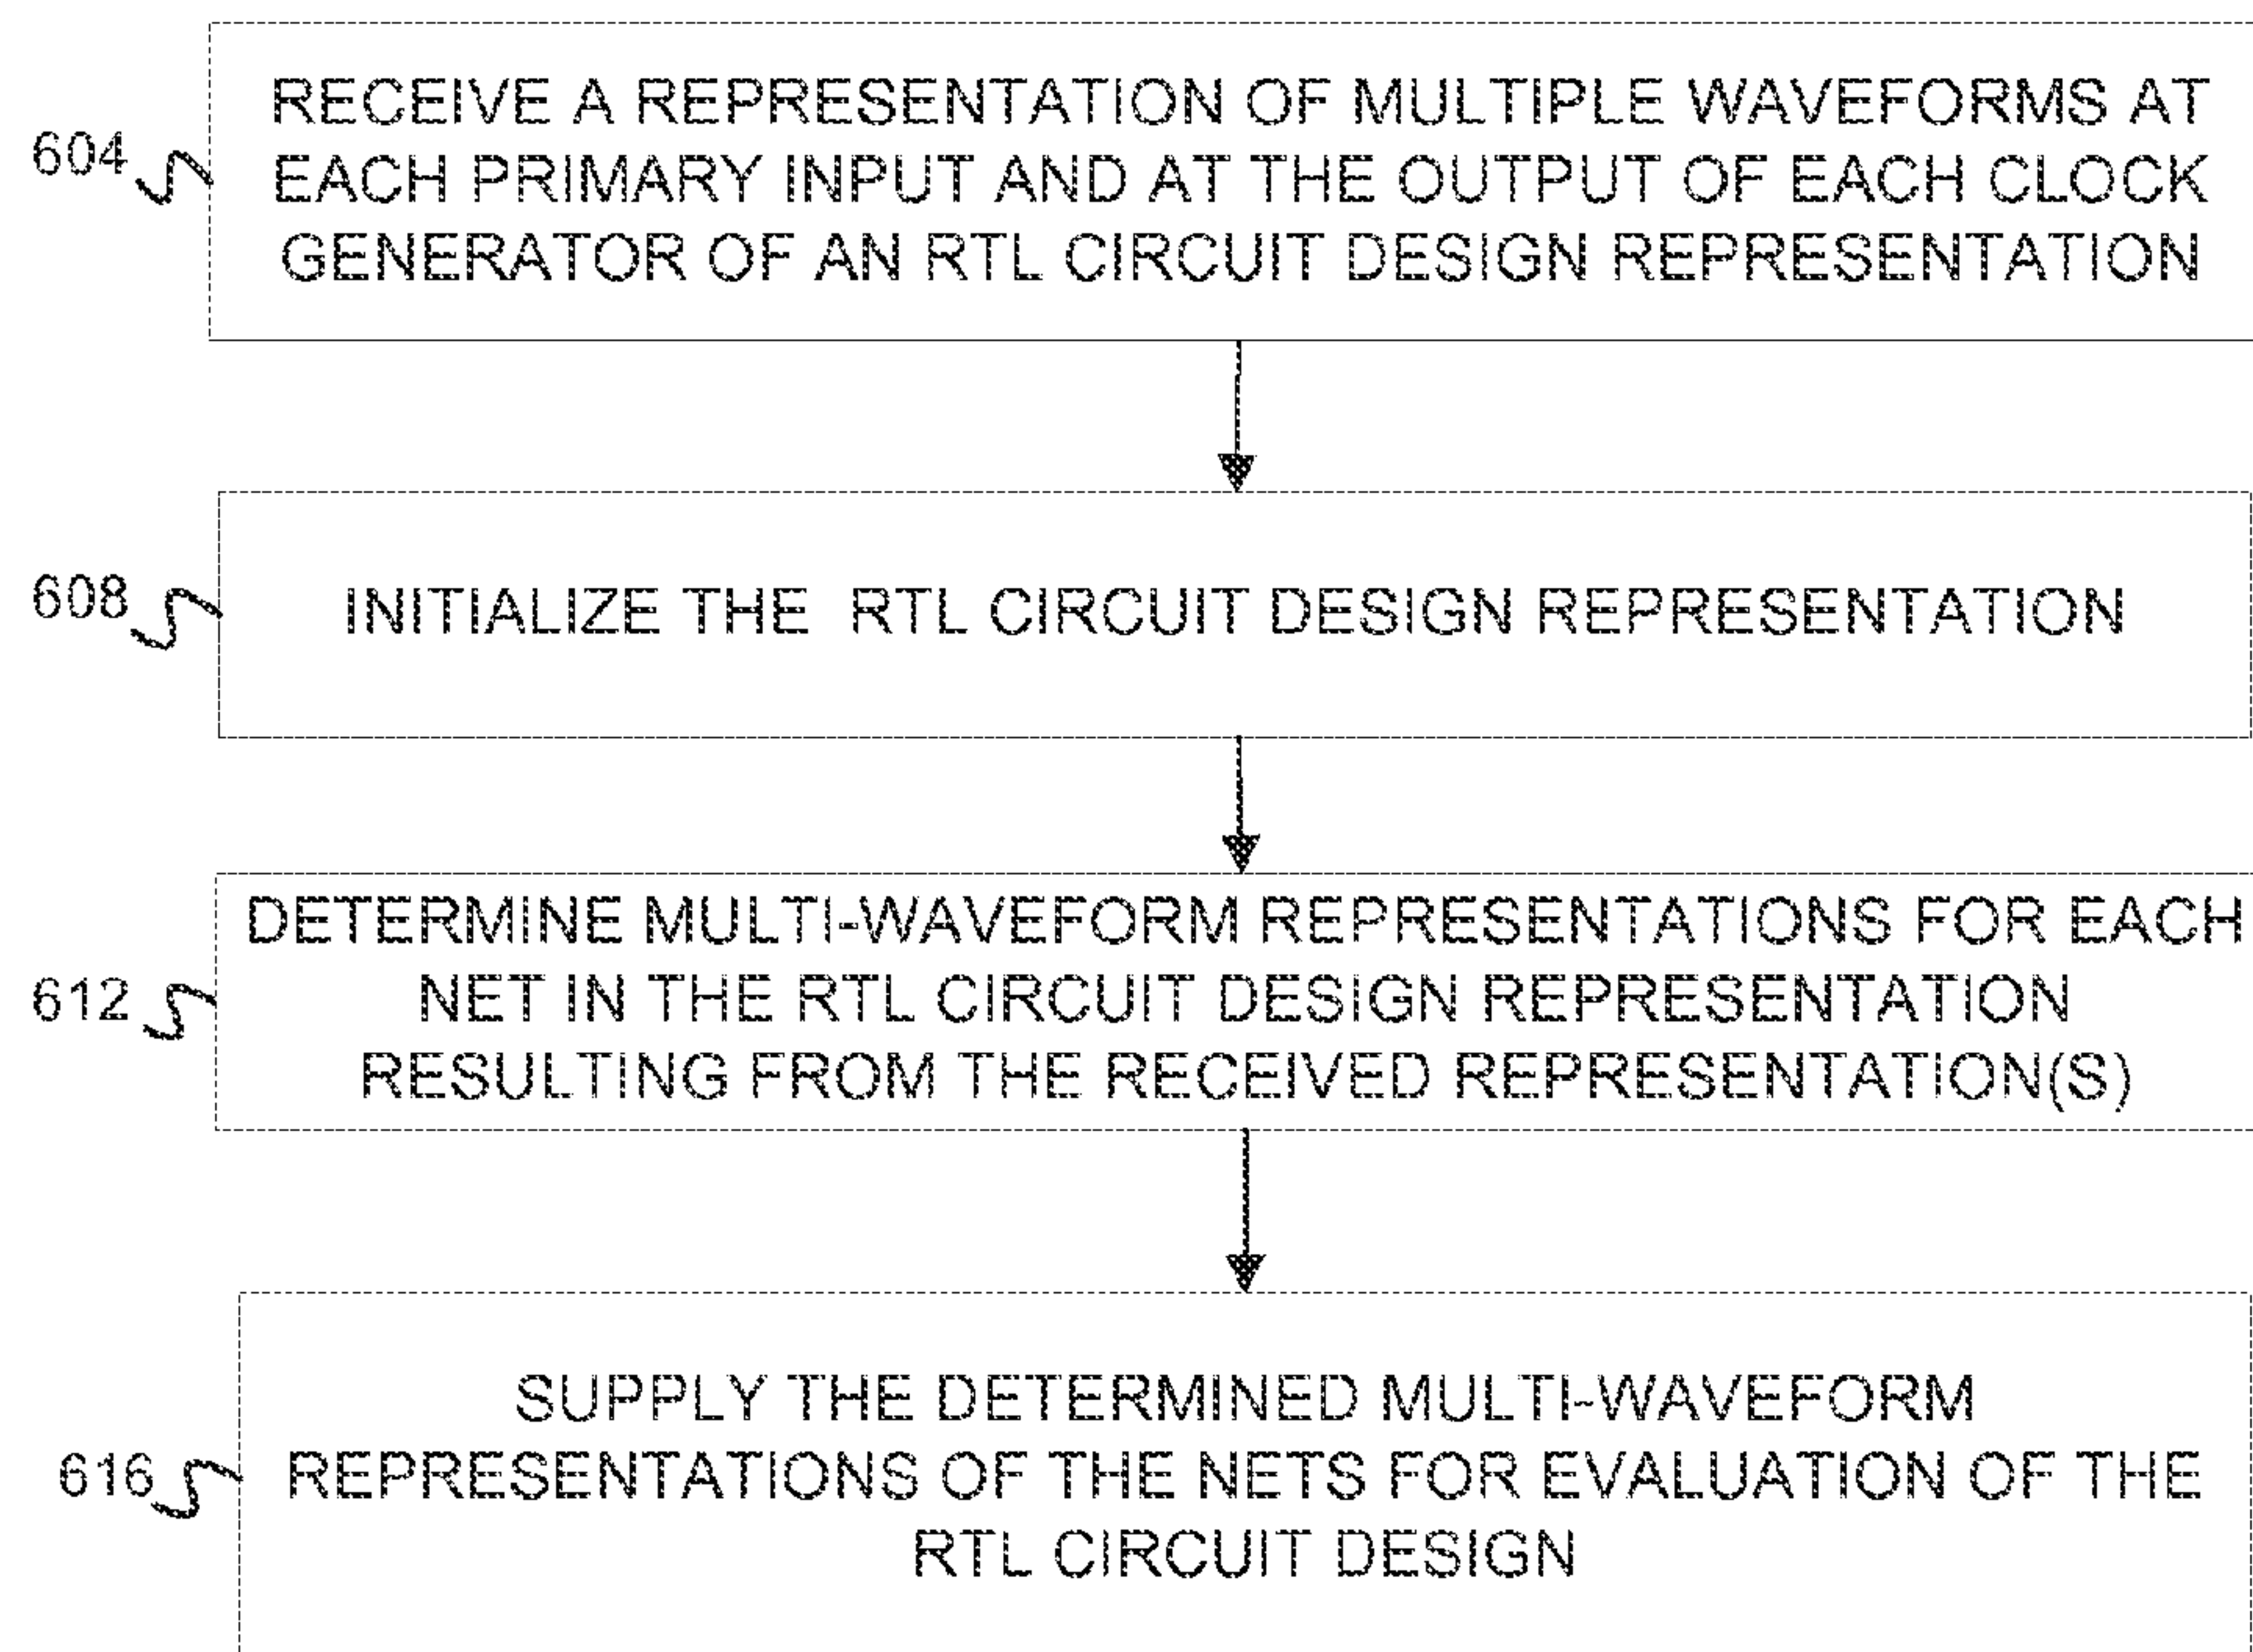 604
RECEIVE A REPRESENTATION OF MULTIPLE WAVEFORMS AT
EACH PRIMARY INPUT AND AT THE OUTPUT OF EACH CLOCK
GENERATOR OF AN RTL CIRCUIT DESIGN REPRESENTATION
608
INITIALIZE THE RTL CIRCUIT DESIGN REPRESENTATION
612
DETERMINE MULTI-WAVEFORM REPRESENTATIONS FOR EACH
NET IN THE RTL CIRCUIT DESIGN REPRESENTATION
RESULTING FROM THE RECEIVED REPRESENTATION(S)
616
SUPPLY THE DETERMINED MULTI-WAVEFORM
REPRESENTATIONS OF THE NETS FOR EVALUATION OF THE
RTL CIRCUIT DESIGN